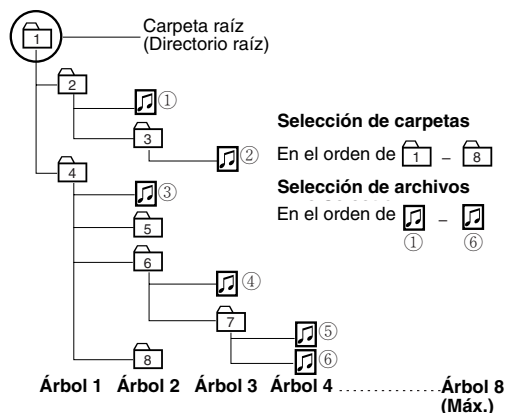 1
Carpeta raíz
(Directorio raíz)
2
①
3
②
4
③
5
6
④
7
⑤
⑥
8
Selección de carpetas
En el orden de 1 – 8
Selección de archivos
En el orden de –
① ⑥
Árbol 1 Árbol 2 Árbol 3 Árbol 4 .............. Árbol 8
(Máx.)